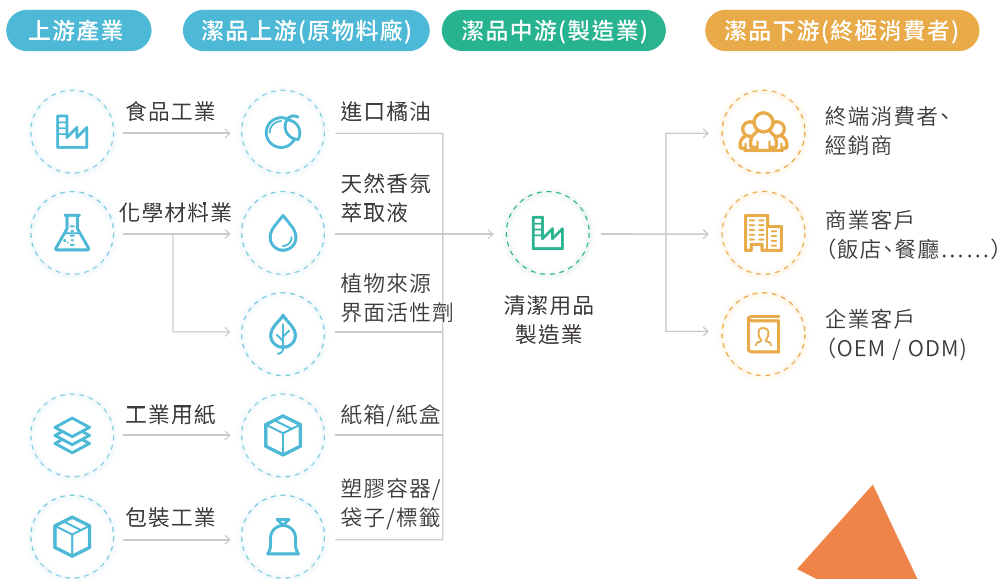 上游產業
潔品上游(原物料廠)
潔品中游(製造業)
潔品下游(終極消費者)
食品工業
進口橘油
終端消費者、
經銷商
化學材料業
天然香氛
萃取液
商業客戶
（飯店、餐廳……）
植物來源
界面活性劑
清潔用品
製造業
企業客戶
（OEM / ODM)
工業用紙
紙箱/紙盒
包裝工業
塑膠容器/
袋子/標籤